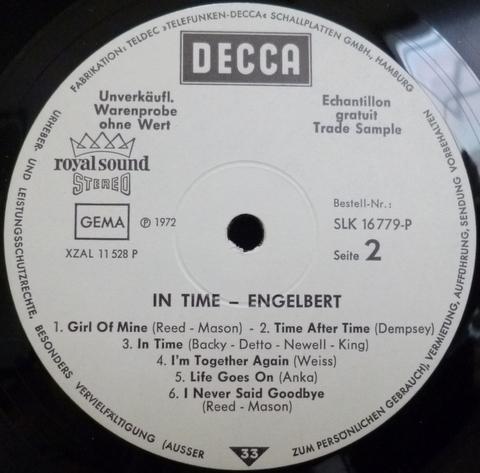 FABRIKATION: TELDEC »TELEFUNKEN-DECCA« SCHALLPLATTEN GMBH., HAMBURG
DECCA
Unverkäufl.
Warenprobe
ohne Wert
Echantillon
gratuit
Trade Sample
royal sound
STEREO
GEMA
℗ 1972
XZAL 11 528 P
Bestell-Nr.:
SLK 16 779-P
Seite 2
IN TIME – ENGELBERT
1. Girl Of Mine (Reed - Mason) - 2. Time After Time (Dempsey)
3. In Time (Backy - Detto - Newell - King)
4. I'm Together Again (Weiss)
5. Life Goes On (Anka)
6. I Never Said Goodbye
(Reed - Mason)
33
URHEBER- UND LEISTUNGSSCHUTZRECHTE, BESONDERS VERVIELFÄLTIGUNG (AUSSER ZUM PERSÖNLICHEN GEBRAUCH), VERMIETUNG, AUFFÜHRUNG, SENDUNG VORBEHALTEN